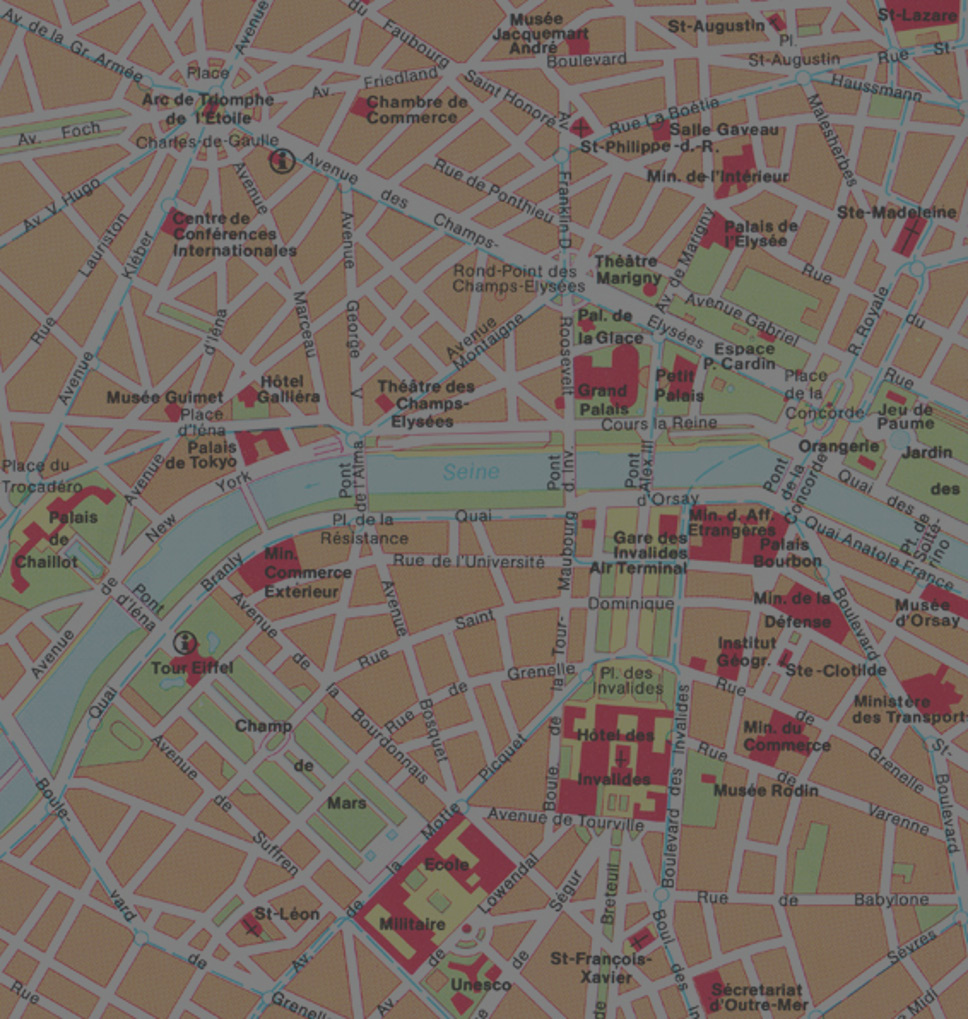 Av. de la Gr. Armée
Avenue
du
Faubourg
Saint Honoré
Musée
Jacquemart
André
Boulevard
St-Augustin
Pl.
St-Augustin
St-Lazare
Rue
St-
Haussmann
Place
Arc de Triomphe
de l'Etoile
Charles-de-Gaulle
Av.
Friedland
Chambre de
Commerce
Av. Foch
Av.
Rue La Boëtie
Salle Gaveau
St-Philippe-d.-R.
Malesherbes
Min. de-l'Intérieur
Avenue
des
Champs-
Elysées
Rue de Ponthieu
Franklin D.
Roosevelt
Av. V. Hugo
Avenue
Ste-Madeleine
Centre de
Conférences
Internationales
Lauriston
Rue
Kléber
Avenue
Avenue
George
V
Marceau
d'Iéna
Palais de
l'Elysée
Av. de Marigny
Rue
du
Rond-Point des
Champs-Elysées
Théâtre
Marigny
Avenue Gabriel
R. Royale
Avenue
Montaigne
Pal. de
la Glace
Espace
P. Cardin
Rue
Grand
Palais
Petit
Palais
Place
de la
Concorde
Jeu de
Paume
Musée Guimet
Hôtel
Galliéra
Place
d'Iéna
Théâtre des
Champs-
Elysées
Cours la Reine
Palais
de Tokyo
Orangerie
Jardin
des
Place du
Trocadéro
Avenue
New
York
Pont
de l'Alma
Seine
Pont
d. Inv.
Pont
Alex.III
Pont
de la
Concorde
Quai des
Palais
de
Chaillot
Pl. de la
Résistance
Quai
d'Orsay
Min. d. Aff.
Etrangères
Quai Anatole France
Pt. de
Solfé-
rino
Gare des
Invalides
Air Terminal
Palais
Bourbon
Min.
Commerce
Extérieur
Rue de l'Université
Branly
Pont
d'Iéna
de
Avenue
Avenue
de
la
Bourdonnais
Avenue
Bosquet
Rue
Saint
Dominique
Maubourg
la Tour-
Boule. de
Min. de la
Défense
Boulevard
Musée
d'Orsay
Tour Eiffel
Institut
Géogr.
Ste-Clotilde
Rue
de
Grenelle
Pl. des
Invalides
Rue
de
Grenelle
Ministère
des Transports
Quai
Champ
de
Mars
Picquet
Motte
la
de
Av.
Hôtel des
Invalides
Boulevard des Invalides
Min. du
Commerce
St-
Rue
de
Varenne
Musée Rodin
Boulevard
Avenue
de
Suffren
Boule-
vard
de
Grenelle
Avenue de Tourville
Ecole
Militaire
Lowendal
de
Av.
Ségur
de
Breteuil
de
Rue
de
Babylone
St-Léon
Boul. des
In
Sèvres
St-François-
Xavier
Unesco
Rue
Sécretariat
d'Outre-Mer
Midi